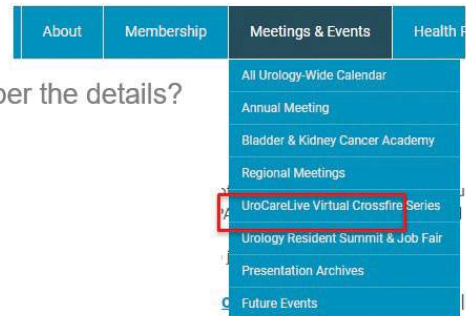 About Membership Meetings & Events Health
All Urology-Wide Calendar
per the details?
Annual Meeting
Bladder & Kidney Cancer Academy
Regional Meetings
UroCareLive Virtual Crossfire Series
Urology Resident Summit & Job Fair
Presentation Archives
Future Events